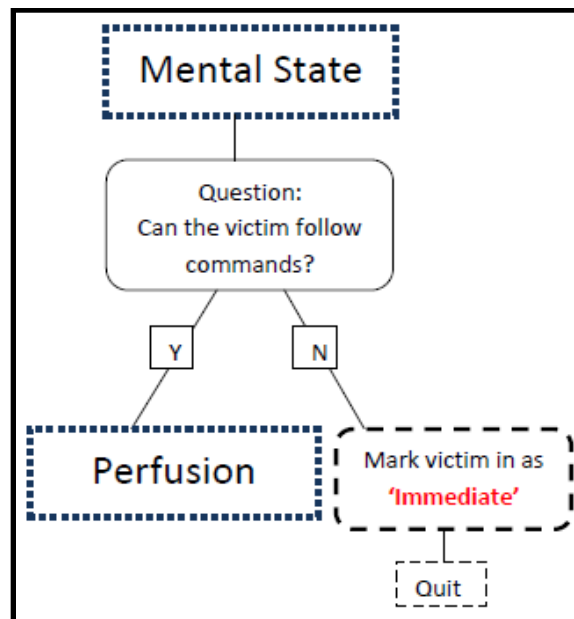 Mental State
Question:
Can the victim follow
commands?
Y
N
Perfusion
Mark victim in as
‘Immediate’
Quit